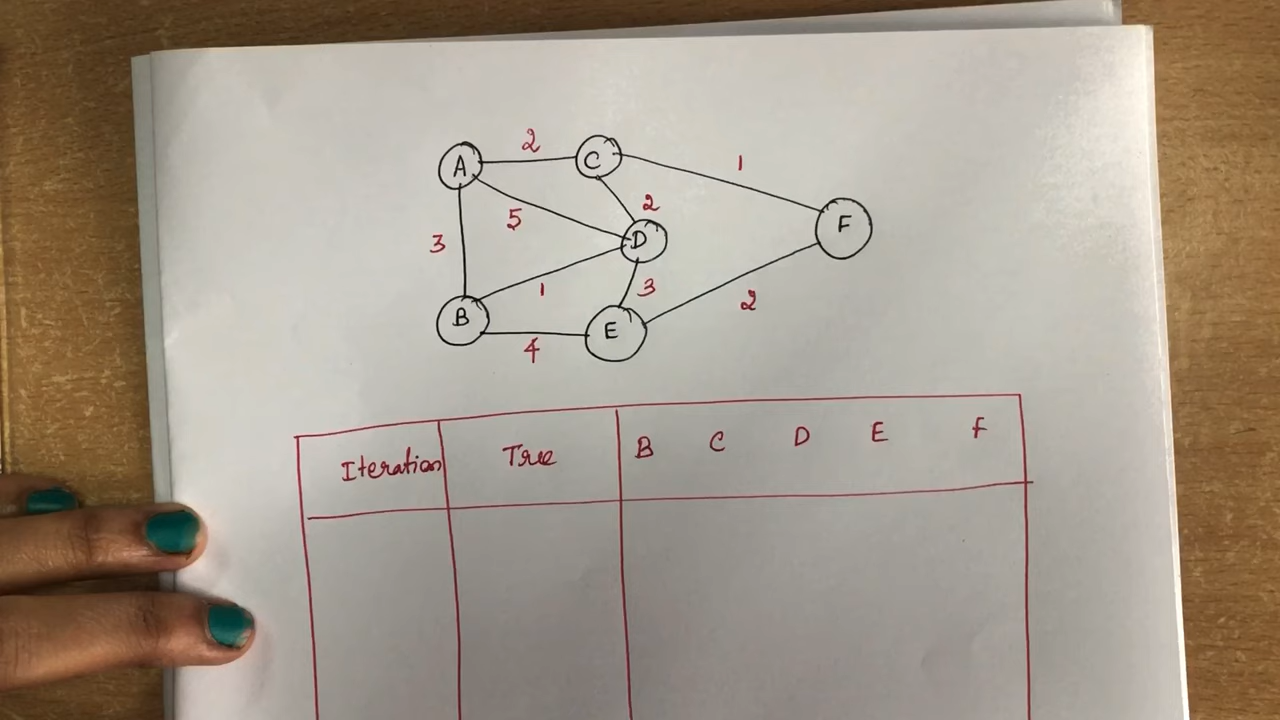 2
A C 1
5 2
3 D F
1 3 2
B E
4
Iteration Tree B C D E F